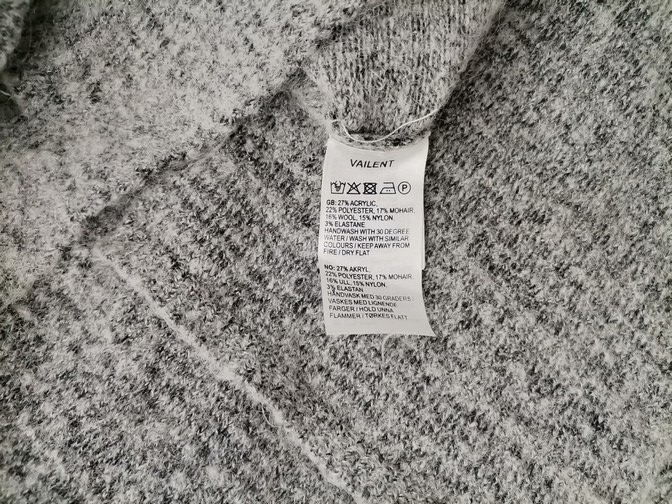 VAILENT
GB: 27% ACRYLIC,
22% POLYESTER, 17% MOHAIR,
16% WOOL, 15% NYLON,
3% ELASTANE
HANDWASH WITH 30 DEGREE
WATER / WASH WITH SIMILAR
COLOURS / KEEP AWAY FROM
FIRE / DRY FLAT
NO: 27% AKRYL,
22% POLYESTER, 17% MOHAIR,
16% ULL, 15% NYLON,
3% ELASTAN
HANDVASK MED 30 GRADERS /
VASKES MED LIGNENDE
FARGER / HOLD UNNA
FLAMMER / TØRKES FLATT